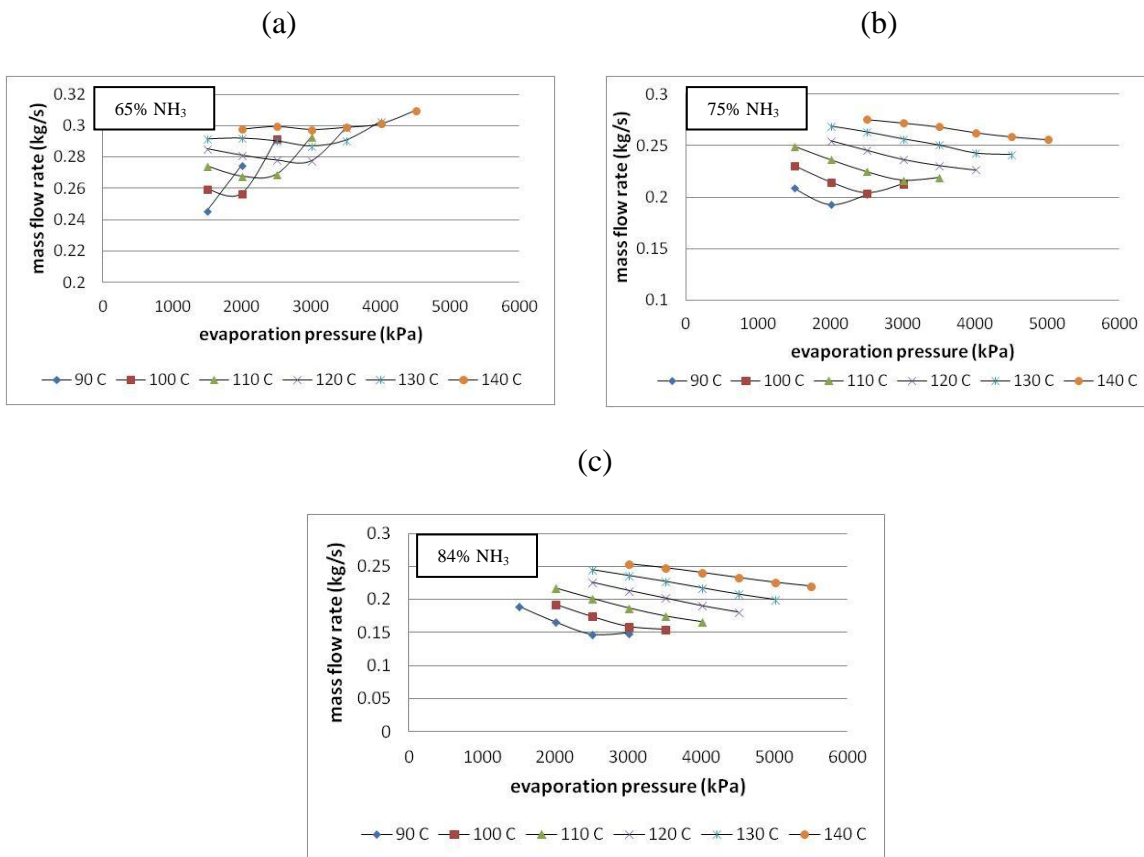 (a)
(b)
65% NH₃
mass flow rate (kg/s)
0.32
0.3
0.28
0.26
0.24
0.22
0.2
0 1000 2000 3000 4000 5000 6000
evaporation pressure (kPa)
90 C 100 C 110 C 120 C 130 C 140 C
75% NH₃
mass flow rate (kg/s)
0.3
0.25
0.2
0.15
0.1
0 1000 2000 3000 4000 5000 6000
evaporation pressure (kPa)
90 C 100 C 110 C 120 C 130 C 140 C
(c)
84% NH₃
mass flow rate (kg/s)
0.3
0.25
0.2
0.15
0.1
0.05
0
0 1000 2000 3000 4000 5000 6000
evaporation pressure (kPa)
90 C 100 C 110 C 120 C 130 C 140 C